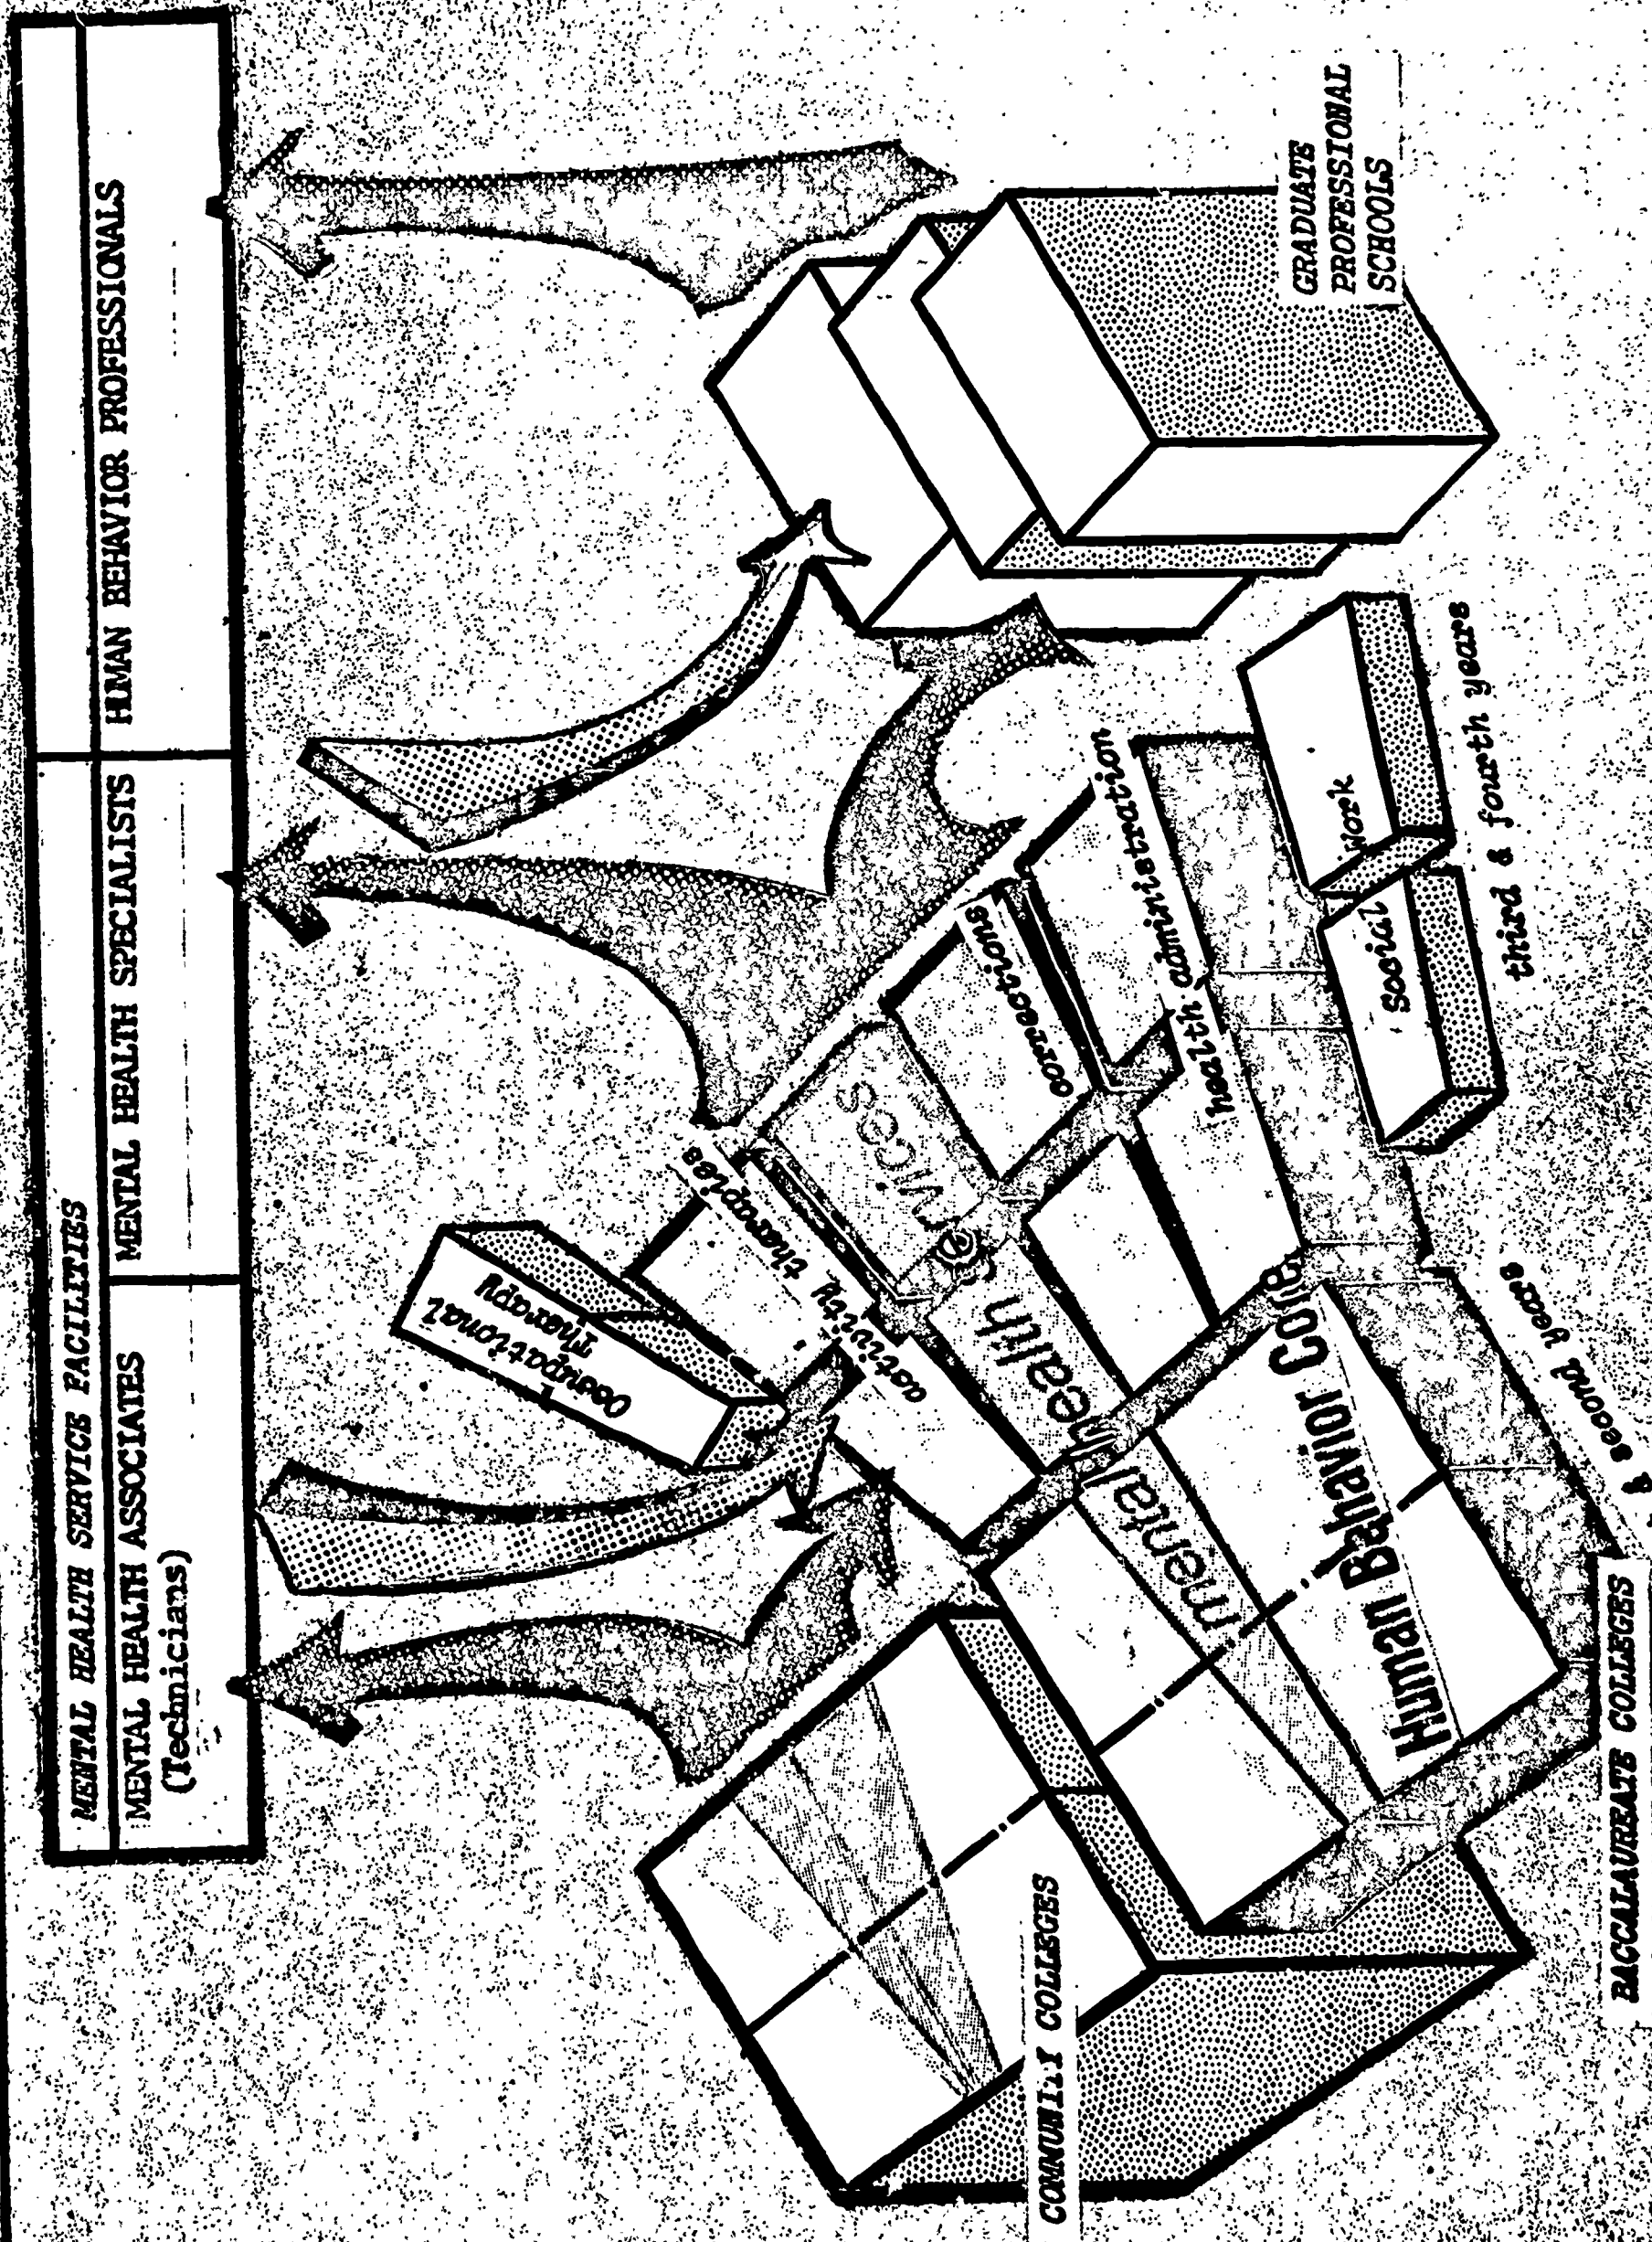 MENTAL HEALTH SERVICE FACILITIES
MENTAL HEALTH ASSOCIATES
(Technicians)
MENTAL HEALTH SPECIALISTS
HUMAN BEHAVIOR PROFESSIONALS
Occupational
Therapy
activity therapies
services
corrections
health administration
mental health
Human Bahavior Core
COMMUNITY COLLEGES
GRADUATE
PROFESSIONAL
SCHOOLS
Social Work
third & fourth years
& second years
BACCALAUREATE COLLEGES